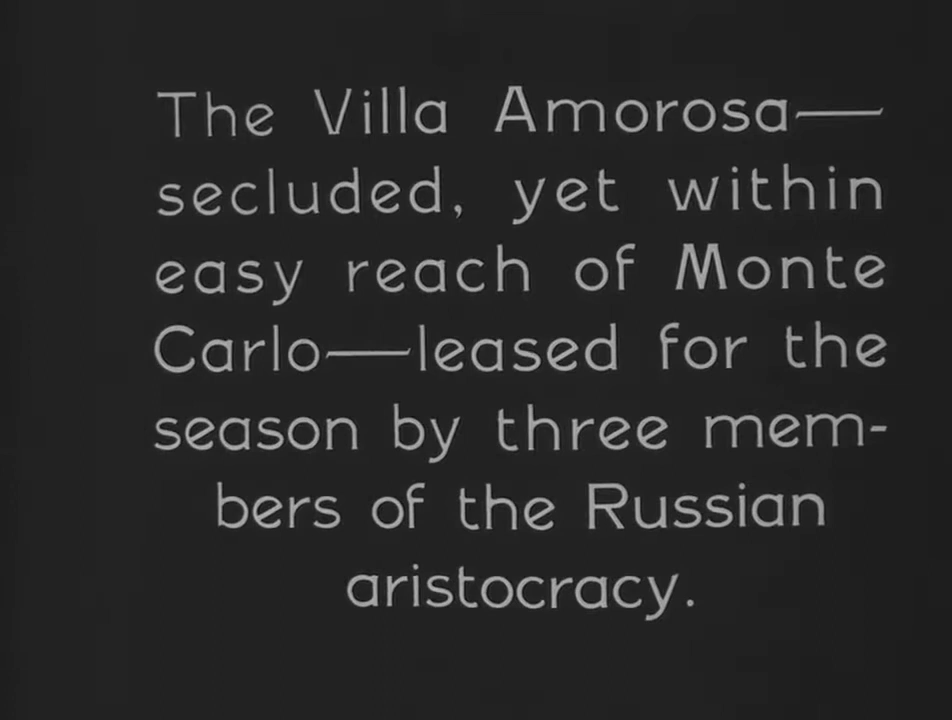 The Villa Amorosa—
secluded, yet within
easy reach of Monte
Carlo—leased for the
season by three mem-
bers of the Russian
aristocracy.